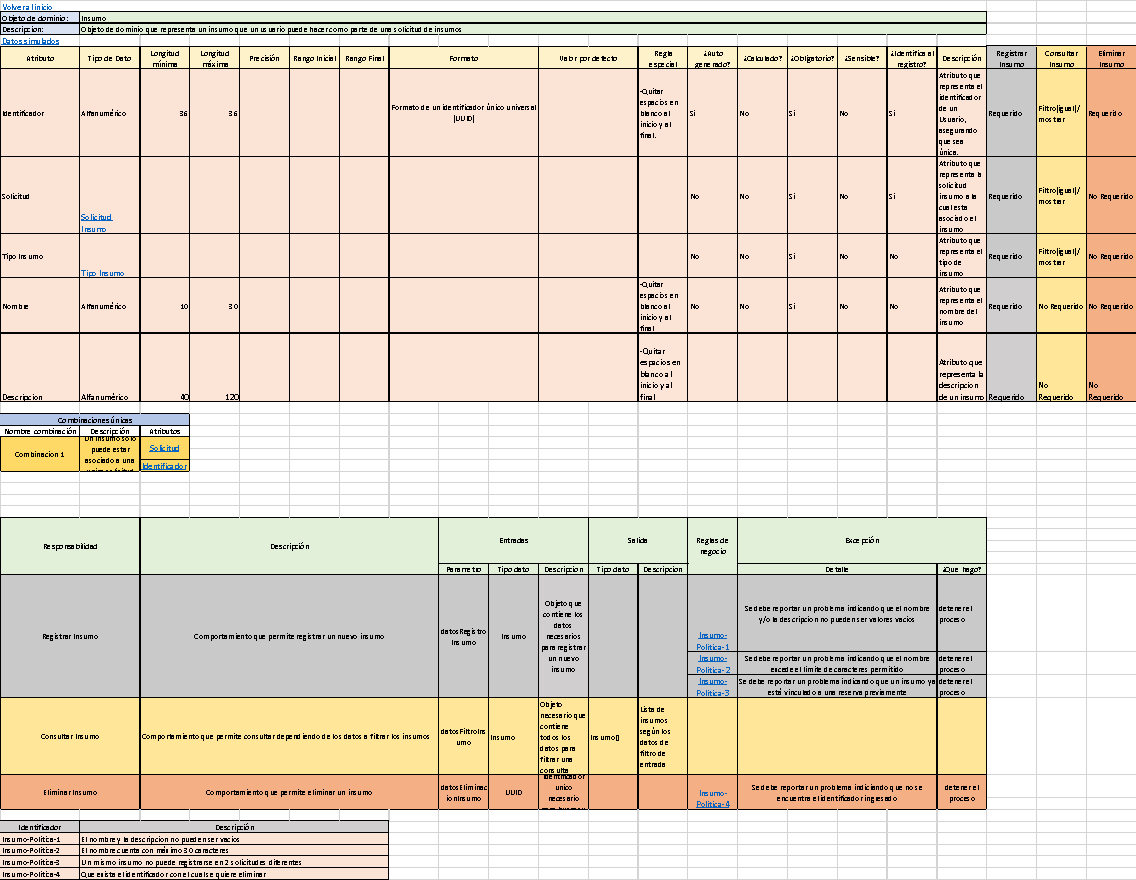 Volver al inicio
Objeto de dominio: Insumo
Descripcion: Objeto de dominio que representa un insumo que un usuario puede hacer como parte de una solicitud de insumos
Datos simulados
Atributo Tipo de Dato Longitud mínima Longitud máxima Precisión Rango Inicial Rango Final Formato Valor por defecto Regla especial ¿Auto generado? ¿Calculado? ¿Obligatorio? ¿Sensible? ¿Identifica al registro? Descripción Registrar Insumo Consultar Insumo Eliminar Insumo
Identificador Alfanumérico 36 36 Formato de un identificador único universal (UUID) -Quitar espacios en blanco al inicio y al final. Sí No Sí No Sí Atributo que representa el identificador de un Usuario, asegurando que sea única. Requerido Filtro(igual)/mostrar Requerido
Solicitud Solicitud Insumo No No Sí No Sí Atributo que representa la solicitud insumo a la cual esta asociado el insumo Requerido Filtro(igual)/mostrar No Requerido
Tipo Insumo Tipo Insumo No No Sí No No Atributo que representa el tipo de insumo Requerido Filtro(igual)/mostrar No Requerido
Nombre Alfanumérico 10 30 -Quitar espacios en blanco al inicio y al final No No Sí No No Atributo que representa el nombre del insumo Requerido No Requerido No Requerido
Descripcion Alfanumérico 40 120 -Quitar espacios en blanco al inicio y al final Atributo que representa la descripcion de un insumo Requerido No Requerido No Requerido
Combinaciones únicas
Nombre combinación Descripción Atributos
Combinacion 1 Un insumo solo puede estar asociado a una Solicitud
Identificador
Responsabilidad Descripción Entradas Salida Reglas de negocio Excepción
Parametro Tipo dato Descripcion Tipo dato Descripcion Detalle ¿Que hago?
Registrar Insumo Comportamiento que permite registrar un nuevo insumo datosRegistroInsumo Insumo Objeto que contiene los datos necesarios para registrar un nuevo insumo Insumo-Politica-1 Se debe reportar un problema indicando que el nombre y/o la descripcion no pueden ser valores vacios detener el proceso
Insumo-Politica-2 Se debe reportar un problema indicando que el nombre excede el limite de caracteres permitido detener el proceso
Insumo-Politica-3 Se debe reportar un problema indicando que un insumo ya está vinculado a una reserva previamente detener el proceso
Consultar Insumo Comportamiento que permite consultar dependiendo de los datos a filtrar los insumos datosFiltroInsumo Insumo Objeto necesario que contiene todos los datos para filtrar una consulta Insumo[] Lista de insumos según los datos de filtro de entrada
Eliminar Insumo Comportamiento que permite eliminar un insumo datosEliminacionInsumo UUID Identificador unico necesario Insumo-Politica-4 Se debe reportar un problema indiciando que no se encuentra el identificador ingresado detener el proceso
Identificador Descripción
Insumo-Politica-1 El nombre y la descripcion no pueden ser vacios
Insumo-Politica-2 El nombre cuenta con máximo 30 caracteres
Insumo-Politica-3 Un mismo insumo no puede registrarse en 2 solicitudes diferentes
Insumo-Politica-4 Que exista el identificador con el cual se quiere eliminar